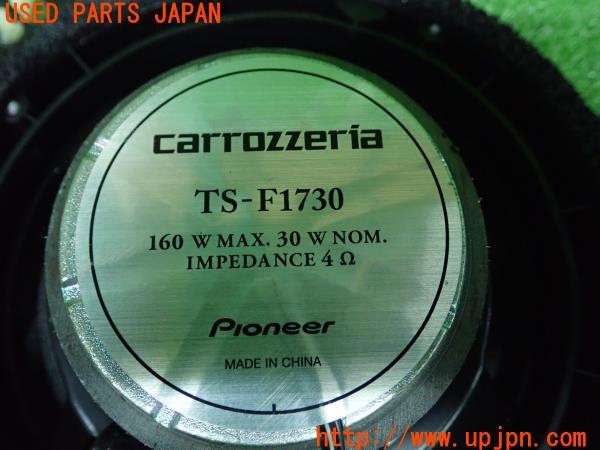 USED PARTS JAPAN
carrozzeria
TS-F1730
160 W MAX. 30 W NOM.
IMPEDANCE 4 Ω
Pioneer
MADE IN CHINA
http://www.upjpn.com